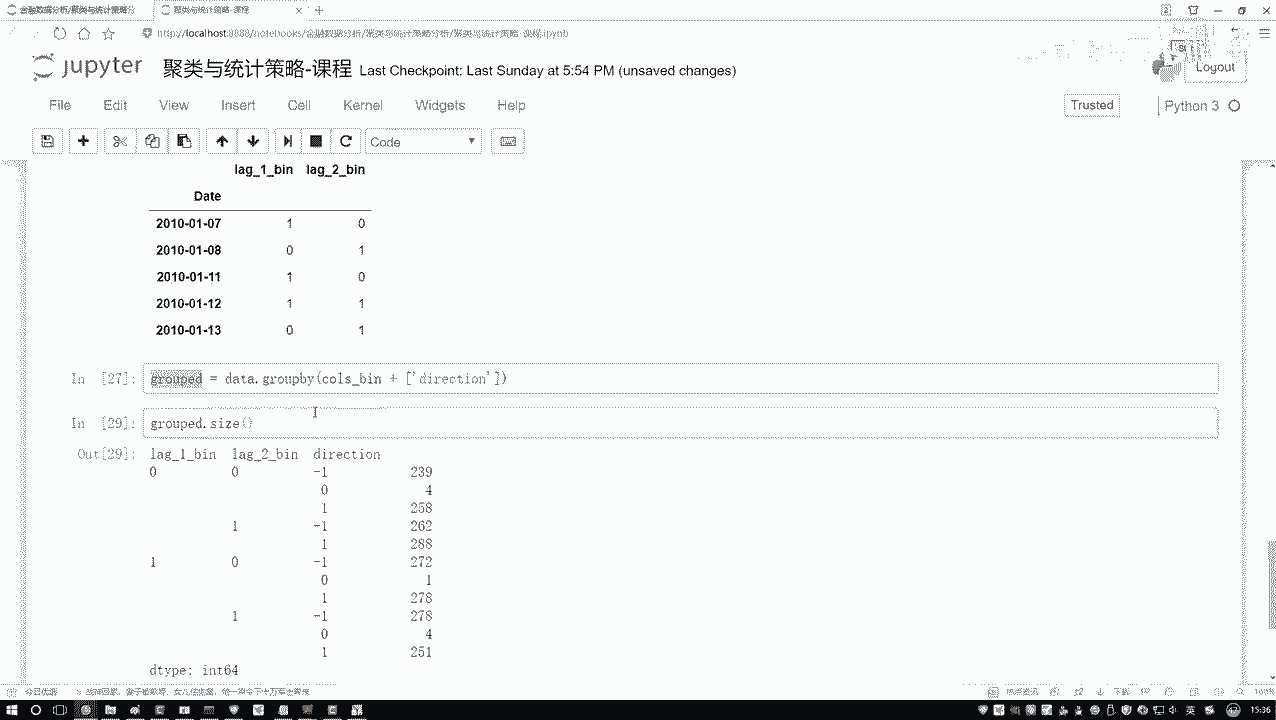 金融数据分析/聚类与统计策略分
聚类与统计策略-课程
http://localhost:8888/notebooks/金融数据分析/聚类与统计策略分析/聚类与统计策略-课程.ipynb
jupyter 聚类与统计策略-课程 Last Checkpoint: Last Sunday at 5:54 PM (unsaved changes)
Logout
File Edit View Insert Cell Kernel Widgets Help
Trusted Python 3
Code
lag_1_bin lag_2_bin
Date
2010-01-07 1 0
2010-01-08 0 1
2010-01-11 1 0
2010-01-12 1 1
2010-01-13 0 1
In [27]: grouped = data.groupby(cols_bin + ['direction'])
In [29]: grouped.size()
Out[29]: lag_1_bin lag_2_bin direction
0 0 -1 239
0 4
1 258
1 -1 262
1 288
1 0 -1 272
0 1
1 278
1 -1 278
0 4
1 251
dtype: int64
今日优选
下载
100%
英
15:36